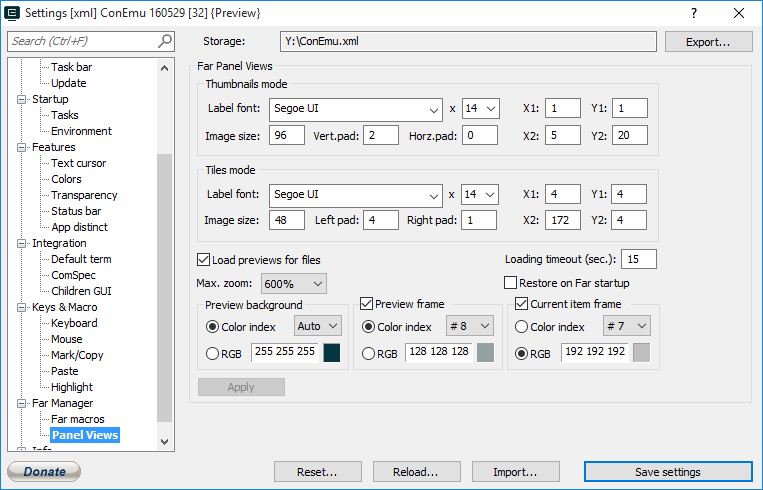 Settings [xml] ConEmu 160529 [32] {Preview} ?
Search (Ctrl+F) Storage: Y:\ConEmu.xml Export...
Task bar
Update
Startup
Tasks
Environment
Features
Text cursor
Colors
Transparency
Status bar
App distinct
Integration
Default term
ComSpec
Children GUI
Keys & Macro
Keyboard
Mouse
Mark/Copy
Paste
Highlight
Far Manager
Far macros
Panel Views
Info
Far Panel Views
Thumbnails mode
Label font: Segoe UI x 14 X1: 1 Y1: 1
Image size: 96 Vert.pad: 2 Horz.pad: 0 X2: 5 Y2: 20
Tiles mode
Label font: Segoe UI x 14 X1: 4 Y1: 4
Image size: 48 Left pad: 4 Right pad: 1 X2: 172 Y2: 4
Load previews for files Loading timeout (sec.): 15
Max. zoom: 600% Restore on Far startup
Preview background Preview frame Current item frame
Color index Auto Color index # 8 Color index # 7
RGB 255 255 255 RGB 128 128 128 RGB 192 192 192
Apply
Donate Reset... Reload... Import... Save settings